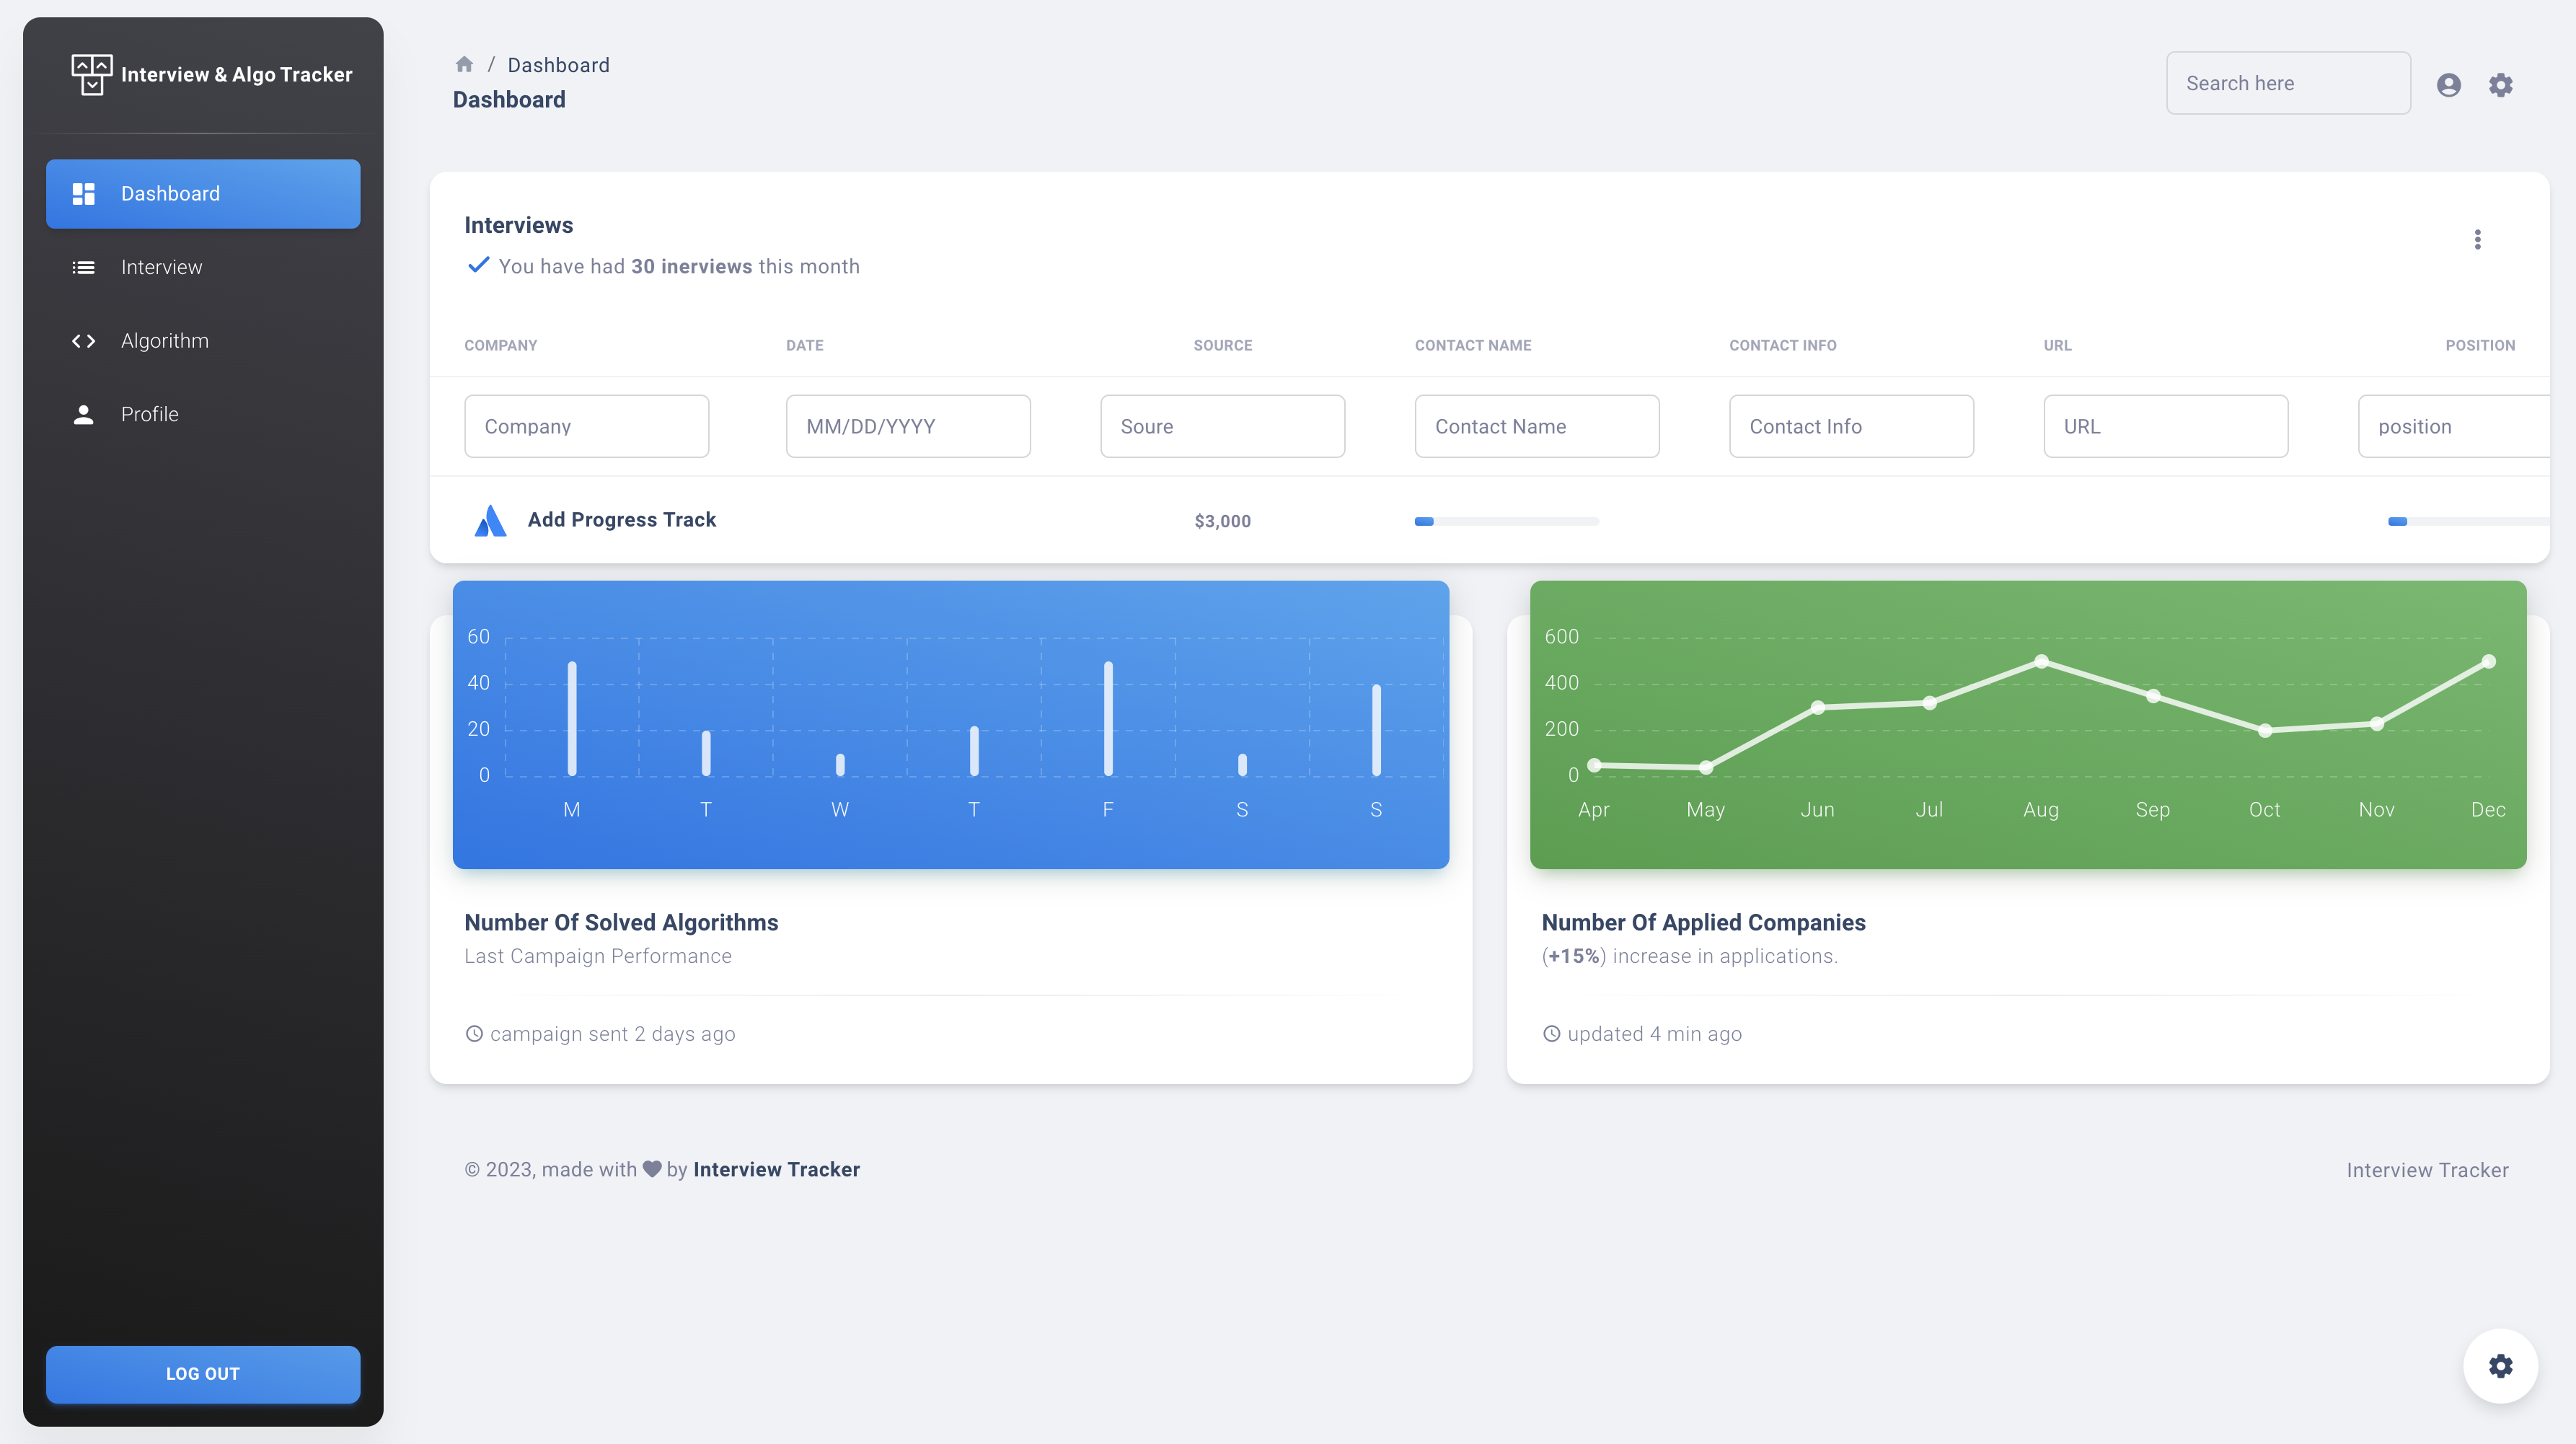 Interview & Algo Tracker
Dashboard
Interview
Algorithm
Profile
LOG OUT
/ Dashboard
Dashboard
Search here
Interviews
You have had 30 inerviews this month
COMPANY DATE SOURCE CONTACT NAME CONTACT INFO URL POSITION
Company MM/DD/YYYY Soure Contact Name Contact Info URL position
Add Progress Track $3,000
60
40
20
0
M T W T F S S
Number Of Solved Algorithms
Last Campaign Performance
campaign sent 2 days ago
600
400
200
0
Apr May Jun Jul Aug Sep Oct Nov Dec
Number Of Applied Companies
(+15%) increase in applications.
updated 4 min ago
© 2023, made with by Interview Tracker
Interview Tracker